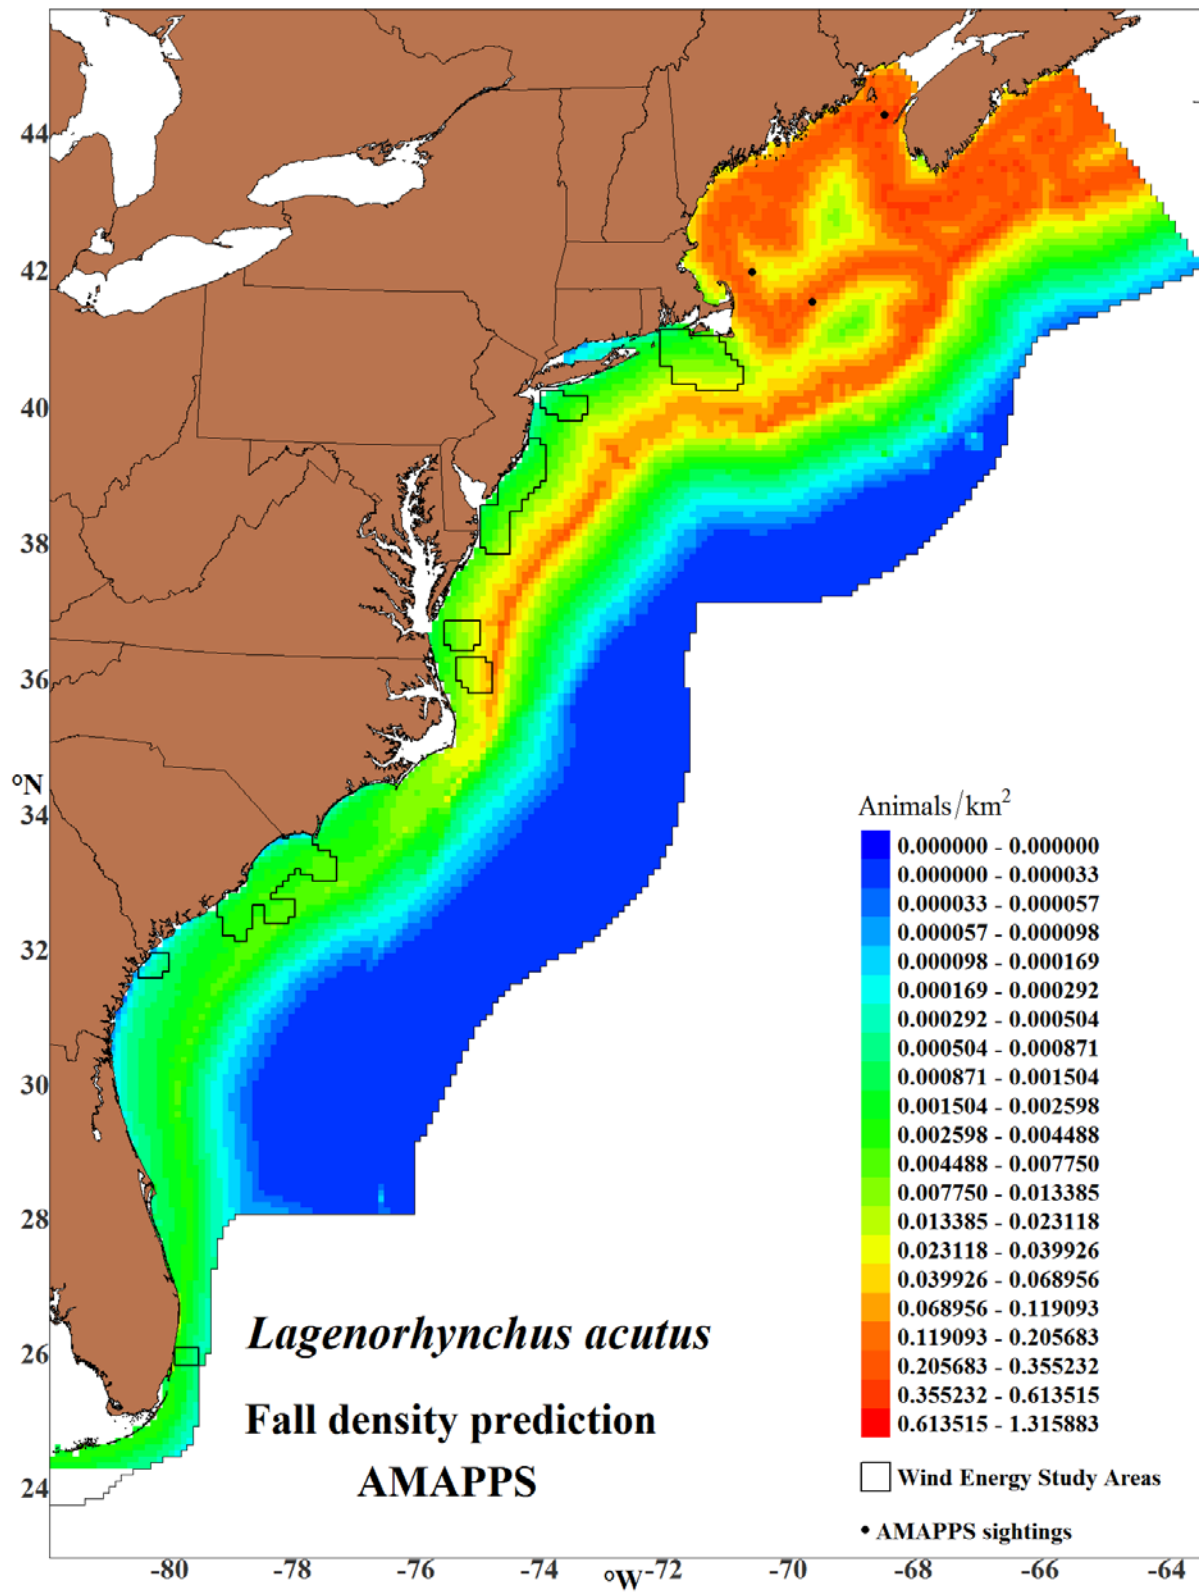 44
42
40
38
36
°N
34
32
30
28
26
24
Animals/km²
0.000000 - 0.000000
0.000000 - 0.000033
0.000033 - 0.000057
0.000057 - 0.000098
0.000098 - 0.000169
0.000169 - 0.000292
0.000292 - 0.000504
0.000504 - 0.000871
0.000871 - 0.001504
0.001504 - 0.002598
0.002598 - 0.004488
0.004488 - 0.007750
0.007750 - 0.013385
0.013385 - 0.023118
0.023118 - 0.039926
0.039926 - 0.068956
0.068956 - 0.119093
0.119093 - 0.205683
0.205683 - 0.355232
0.355232 - 0.613515
0.613515 - 1.315883
Wind Energy Study Areas
• AMAPPS sightings
Lagenorhynchus acutus
Fall density prediction
AMAPPS
-80 -78 -76 -74 °W -72 -70 -68 -66 -64